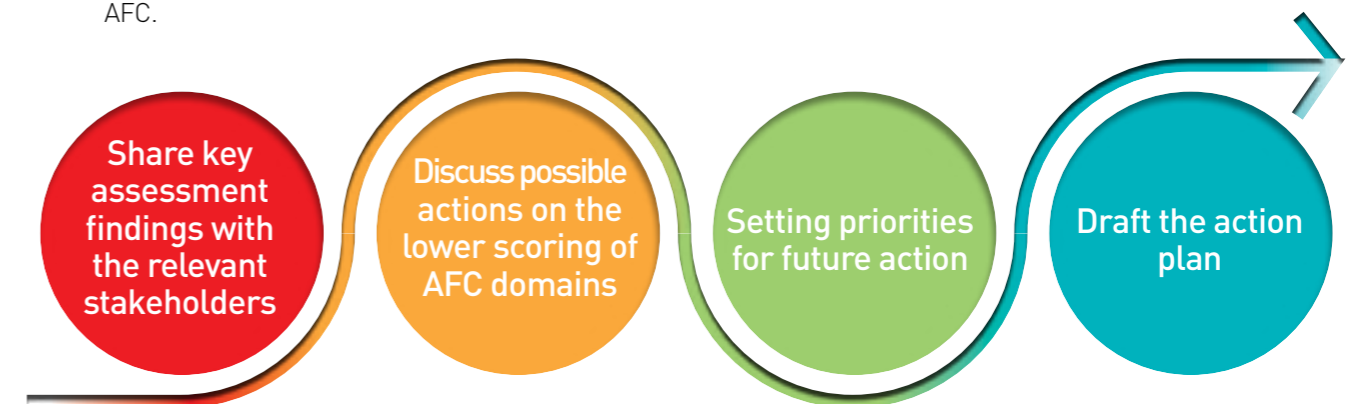 AFC.
Share key
assessment
findings with
the relevant
stakeholders
Discuss possible
actions on the
lower scoring of
AFC domains
Setting priorities
for future action
Draft the action
plan